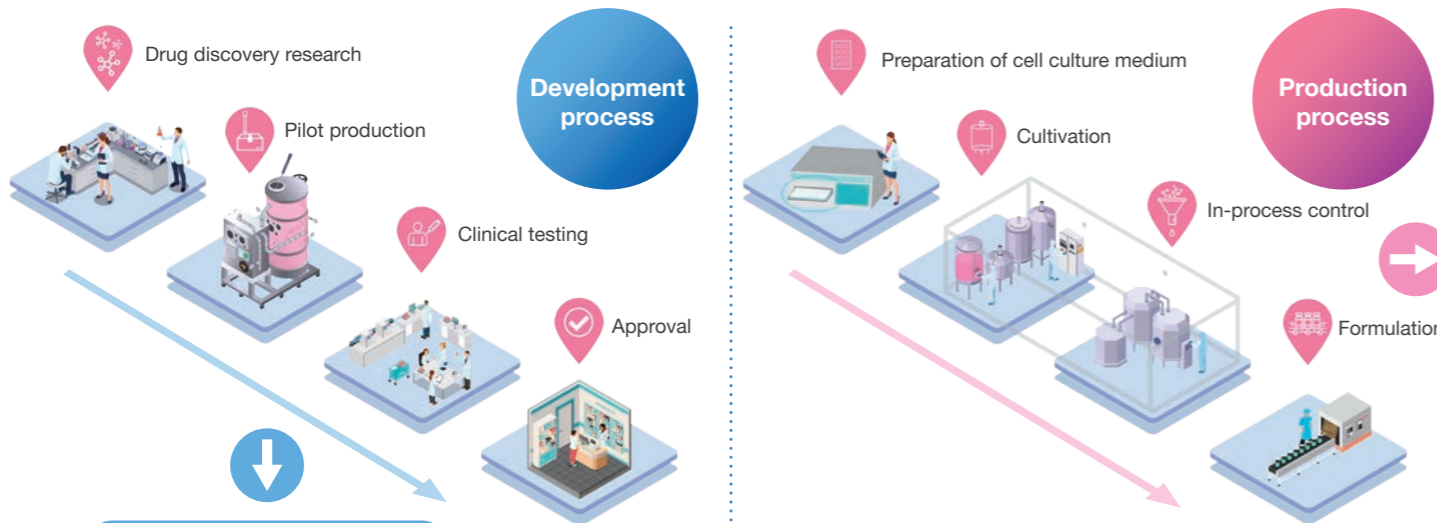 Drug discovery research
Pilot production
Clinical testing
Approval
Development
process
Preparation of cell culture medium
Cultivation
In-process control
Formulation
Production
process